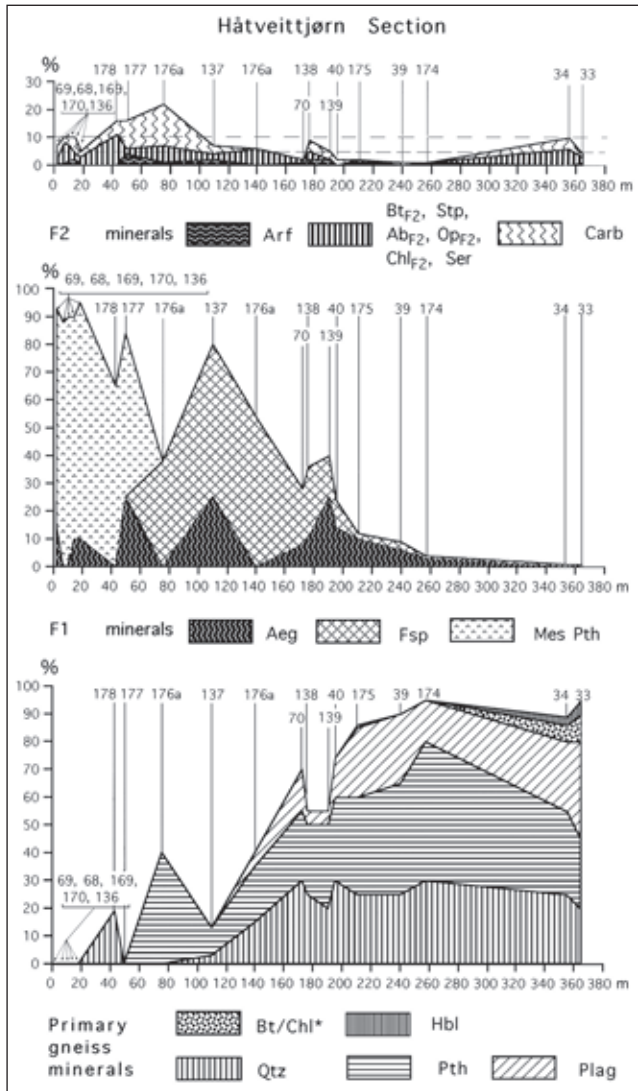 Håtveittjørn Section
%
178 177 176a 137 176a 138 40 175 39 174 34 33
69,68,169,
170,136
70 139
30
20
10
0
0 20 40 60 80 100 120 140 160 180 200 220 240 260 280 300 320 340 360 380 m
F2 minerals Arf BtF2, Stp, AbF2, OpF2, ChlF2, Ser Carb
%
69, 68, 169, 170, 136
178 177 176a 137 176a 138 40 175 39 174 34 33
70 139
100
90
80
70
60
50
40
30
20
10
0
0 20 40 60 80 100 120 140 160 180 200 220 240 260 280 300 320 340 360 380 m
F1 minerals Aeg Fsp Mes Pth
%
178 177 176a 137 176a 138 40 175 39 174 34 33
70 139
69, 68, 169,
170, 136
100
90
80
70
60
50
40
30
20
10
0
0 20 40 60 80 100 120 140 160 180 200 220 240 260 280 300 320 340 360 380 m
Primary
gneiss
minerals
Bt/Chl* Hbl
Qtz Pth Plag